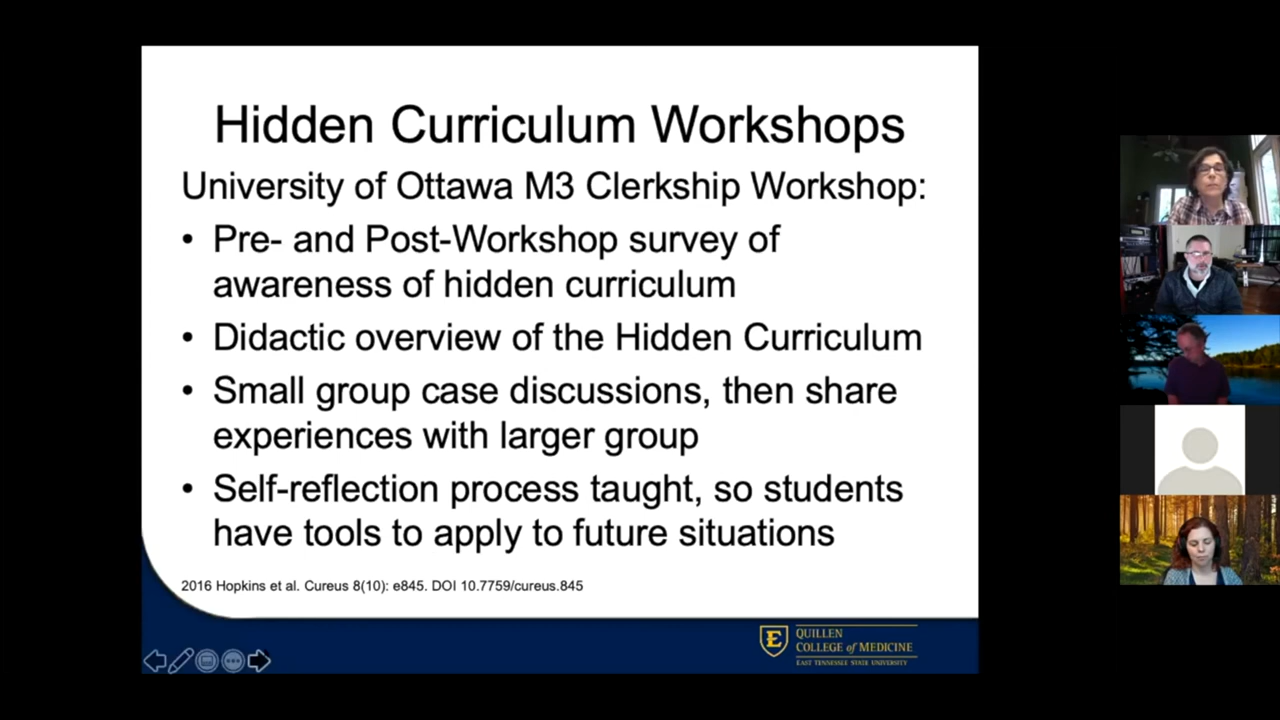 Hidden Curriculum Workshops
University of Ottawa M3 Clerkship Workshop:
• Pre- and Post-Workshop survey of
awareness of hidden curriculum
• Didactic overview of the Hidden Curriculum
• Small group case discussions, then share
experiences with larger group
• Self-reflection process taught, so students
have tools to apply to future situations
2016 Hopkins et al. Cureus 8(10): e845. DOI 10.7759/cureus.845
E
QUILLEN
COLLEGE of MEDICINE
EAST TENNESSEE STATE UNIVERSITY